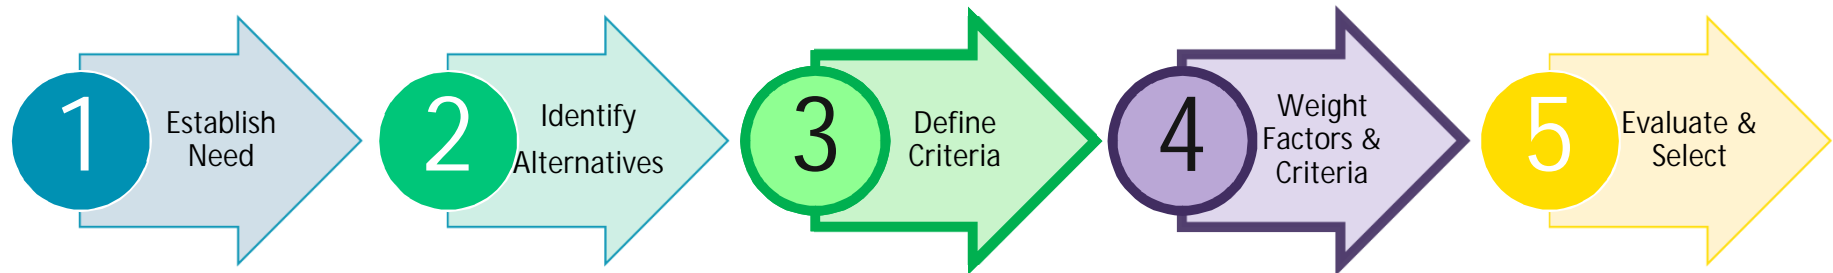 1
Establish
Need
2
Identify
Alternatives
3
Define
Criteria
4
Weight
Factors &
Criteria
5
Evaluate &
Select